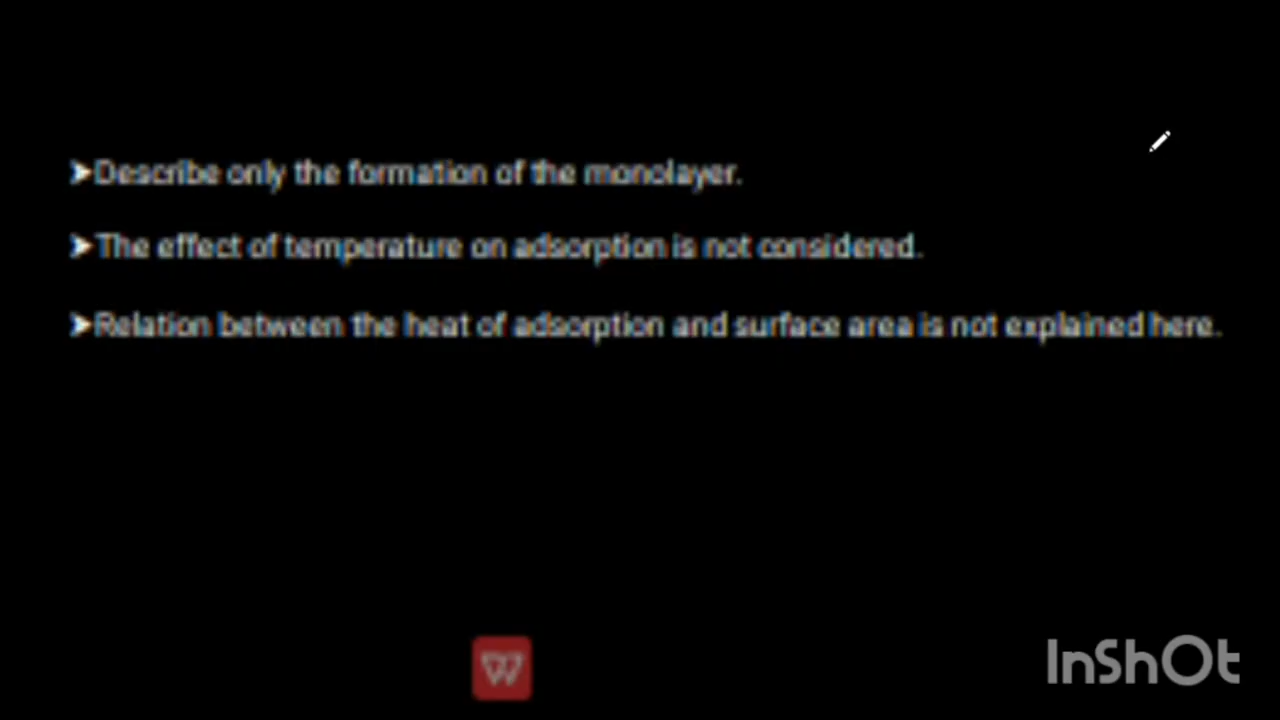 ➤Describe only the formation of the monolayer.
➤The effect of temperature on adsorption is not considered.
➤Relation between the heat of adsorption and surface area is not explained here.
W
InShOt